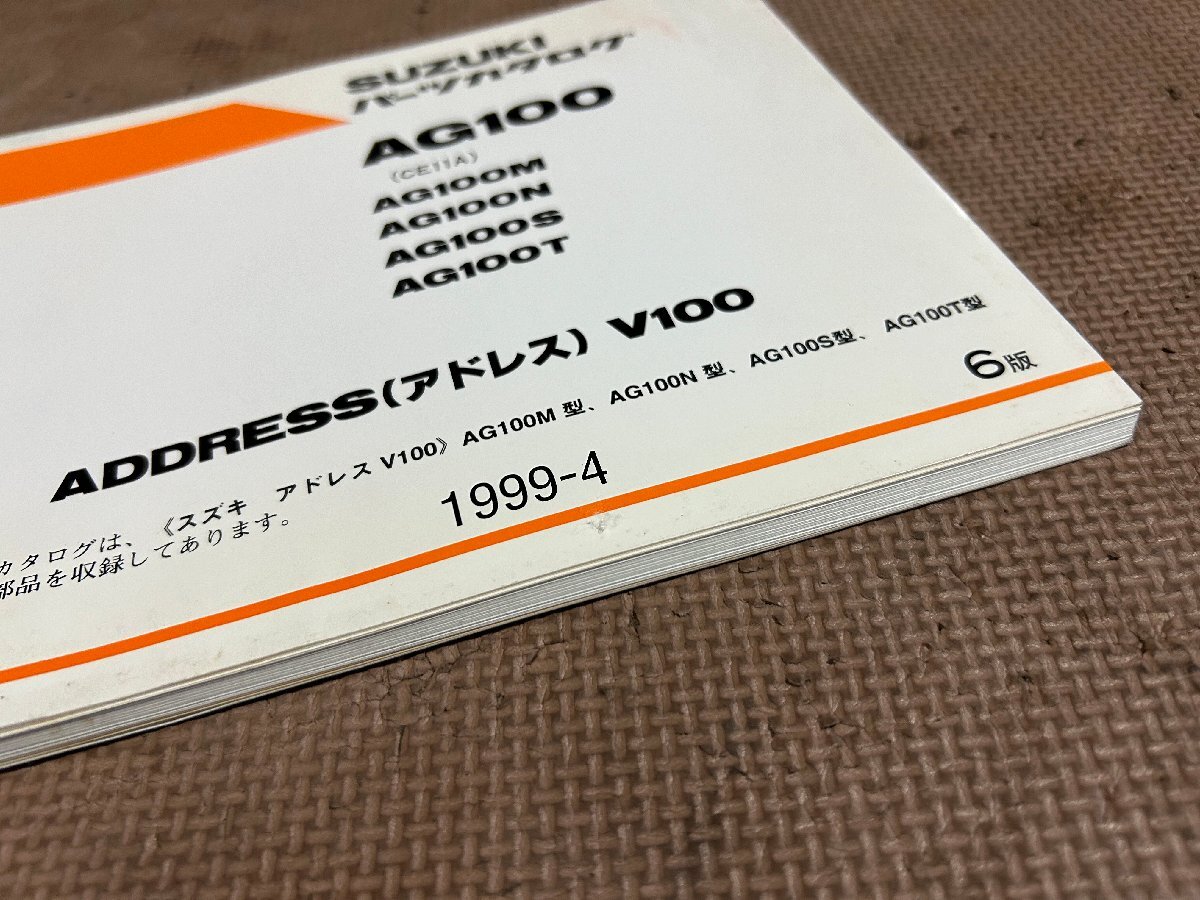 SUZUKI
パーツカタログ
AG100
(CE11A)
AG100M
AG100N
AG100S
AG100T
ADDRESS(アドレス) V100
カタログは、《スズキ アドレス V100》 AG100M 型、AG100N 型、AG100S型、 AG100T型
部品を収録してあります。
1999-4
6版